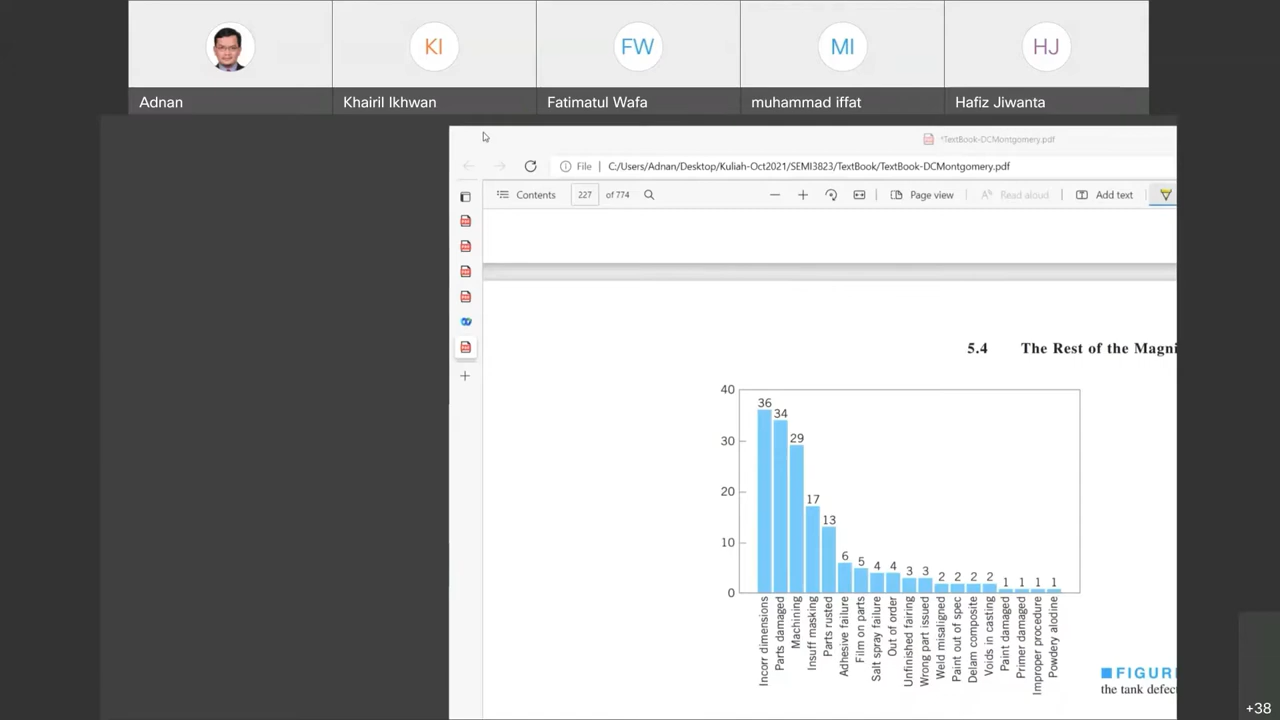 KI
FW
MI
HJ
Adnan
Khairil Ikhwan
Fatimatul Wafa
muhammad iffat
Hafiz Jiwanta
*TextBook-DCMontgomery.pdf
File | C:/Users/Adnan/Desktop/Kuliah-Oct2021/SEMI3823/TextBook/TextBook-DCMontgomery.pdf
Contents 227 of 774 Page view Read aloud Add text
5.4 The Rest of the Magni
40
30
20
10
0
36
34
29
17
13
6
5
4
4
3
3
2
2
2
2
1
1
1
1
Incorr dimensions
Parts damaged
Machining
Insuff masking
Parts rusted
Adhesive failure
Film on parts
Salt spray failure
Out of order
Unfinished fairing
Wrong part issued
Weld misaligned
Paint out of spec
Delam composite
Voids in casting
Paint damaged
Primer damaged
Improper procedure
Powdery alodine
FIGUR
the tank defect
+38